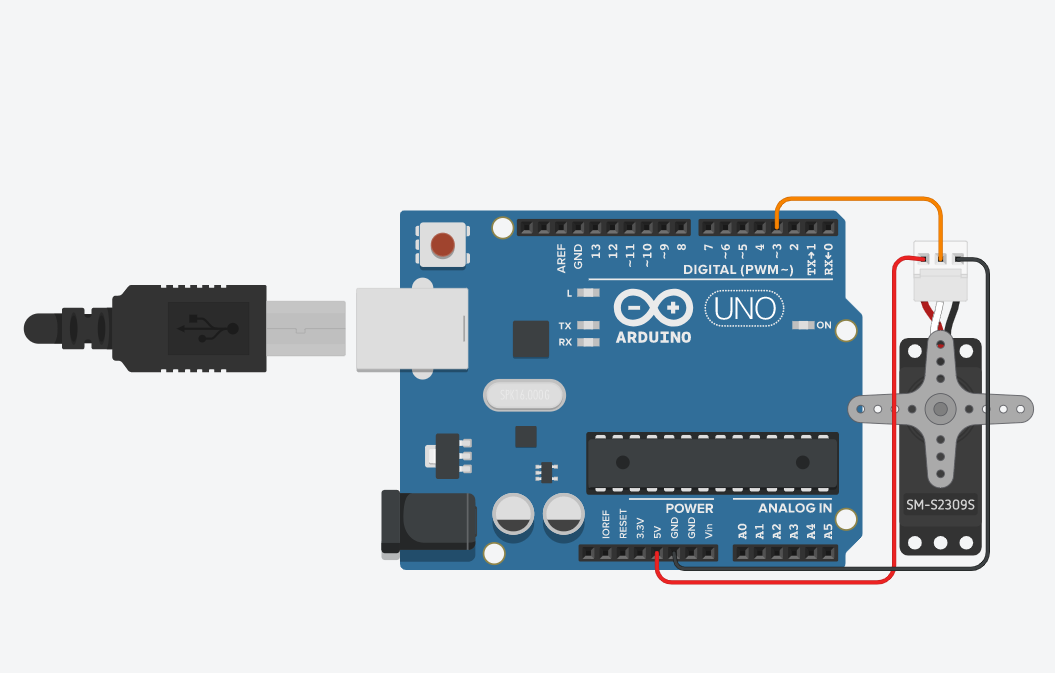 AREF
GND
13
12
~11
~10
~9
8
7
~6
~5
4
~3
2
TX→1
RX←0
DIGITAL (PWM~)
L
TX
RX
UNO
ON
ARDUINO
SM-S2309S
POWER
ANALOG IN
IOREF
RESET
3.3V
5V
GND
GND
Vin
A0
A1
A2
A3
A4
A5